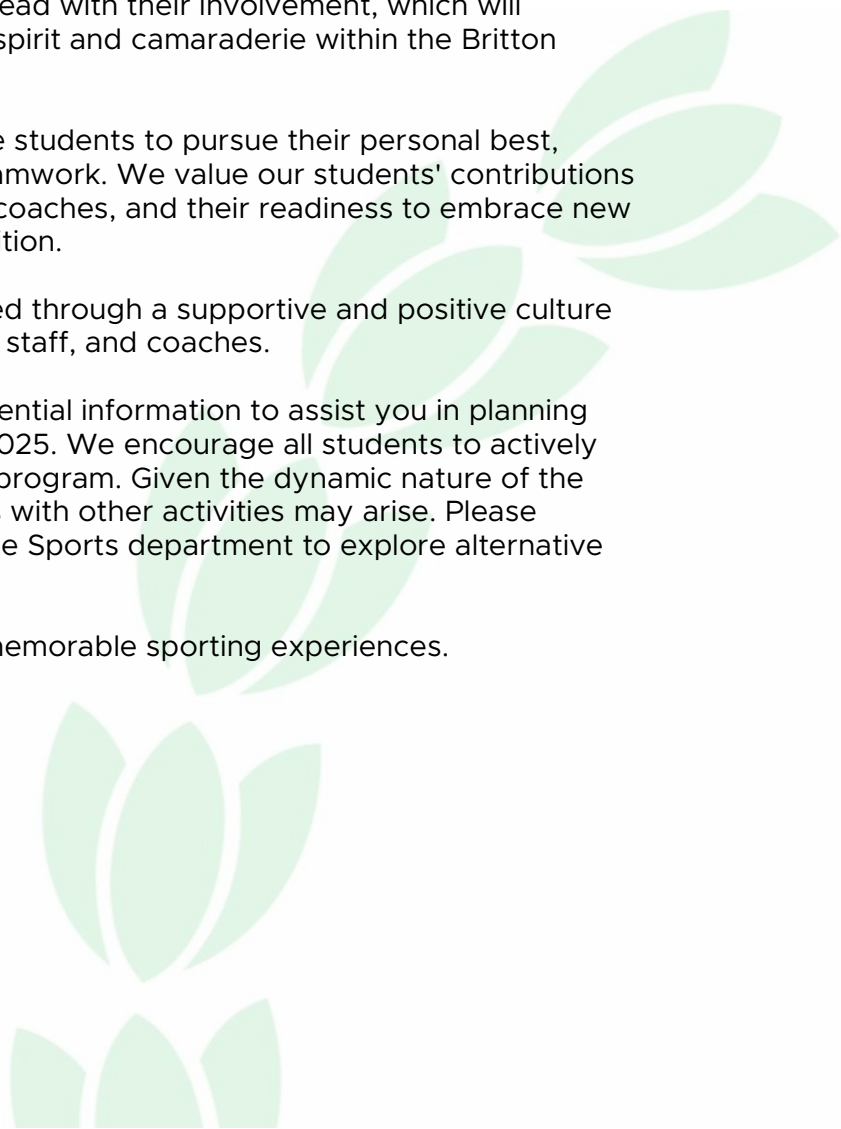 ead with their involvement, which will
spirit and camaraderie within the Britton
e students to pursue their personal best,
amwork. We value our students' contributions
coaches, and their readiness to embrace new
ition.
ed through a supportive and positive culture
staff, and coaches.
ential information to assist you in planning
025. We encourage all students to actively
program. Given the dynamic nature of the
s with other activities may arise. Please
e Sports department to explore alternative
emorable sporting experiences.